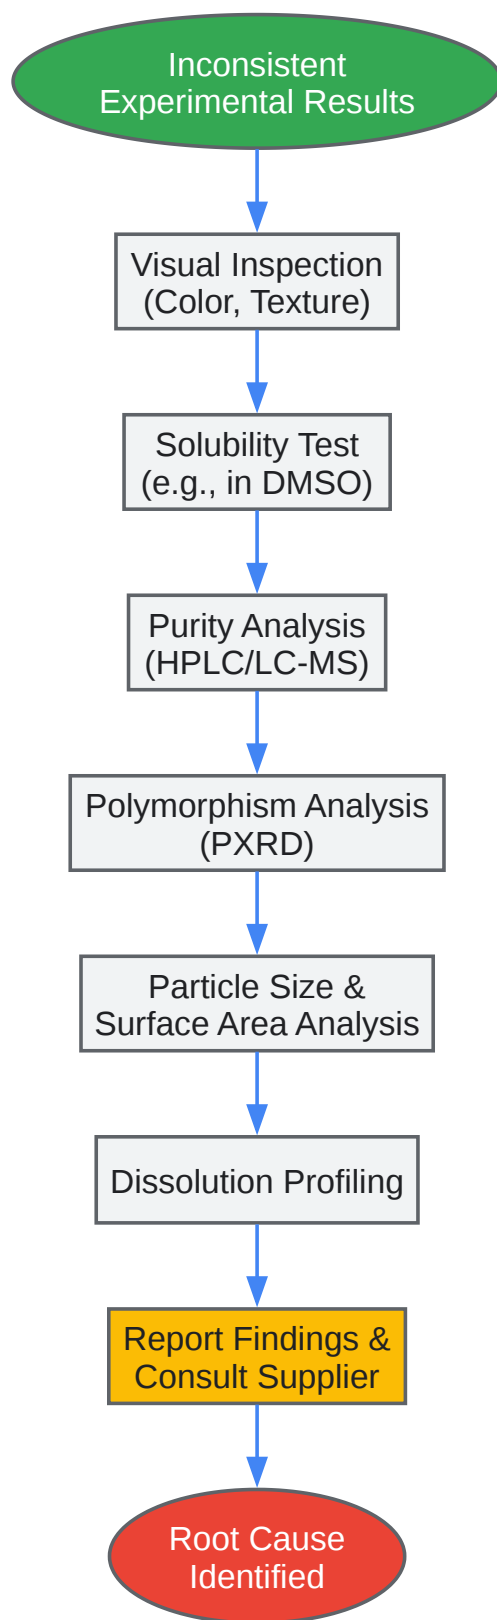 Inconsistent
Experimental Results
Visual Inspection
(Color, Texture)
Solubility Test
(e.g., in DMSO)
Purity Analysis
(HPLC/LC-MS)
Polymorphism Analysis
(PXRD)
Particle Size &
Surface Area Analysis
Dissolution Profiling
Report Findings &
Consult Supplier
Root Cause
Identified